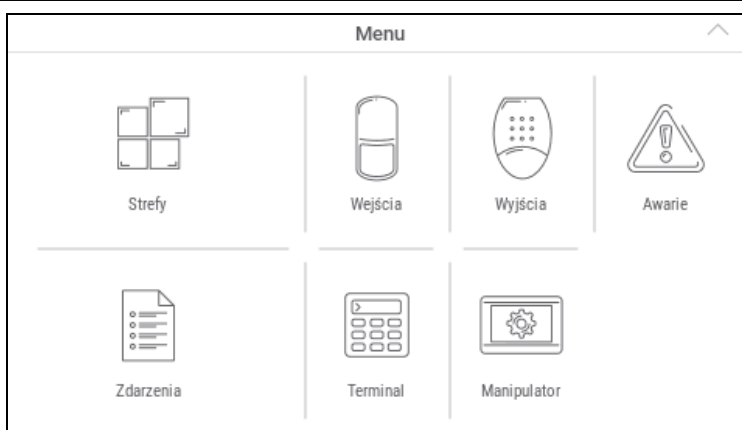 Menu
Strefy
Wejścia
Wyjścia
Awarie
Zdarzenia
Terminal
Manipulator